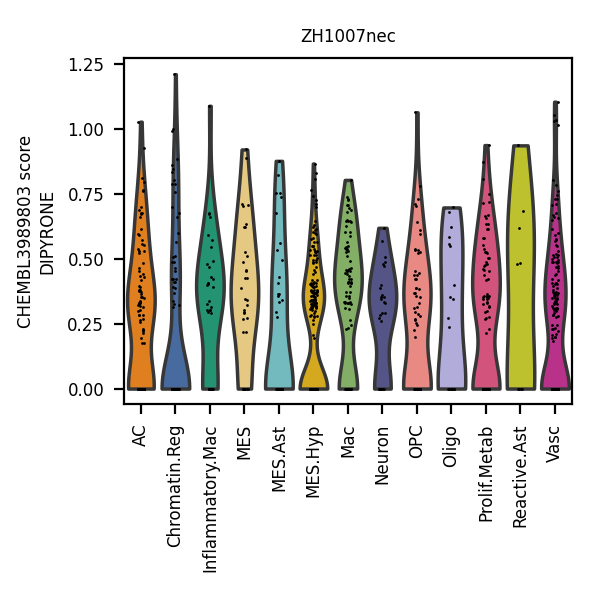 ZH1007nec
CHEMBL3989803 score
DIPYRONE
1.25
1.00
0.75
0.50
0.25
0.00
AC
Chromatin.Reg
Inflammatory.Mac
MES
MES.Ast
MES.Hyp
Mac
Neuron
OPC
Oligo
Prolif.Metab
Reactive.Ast
Vasc